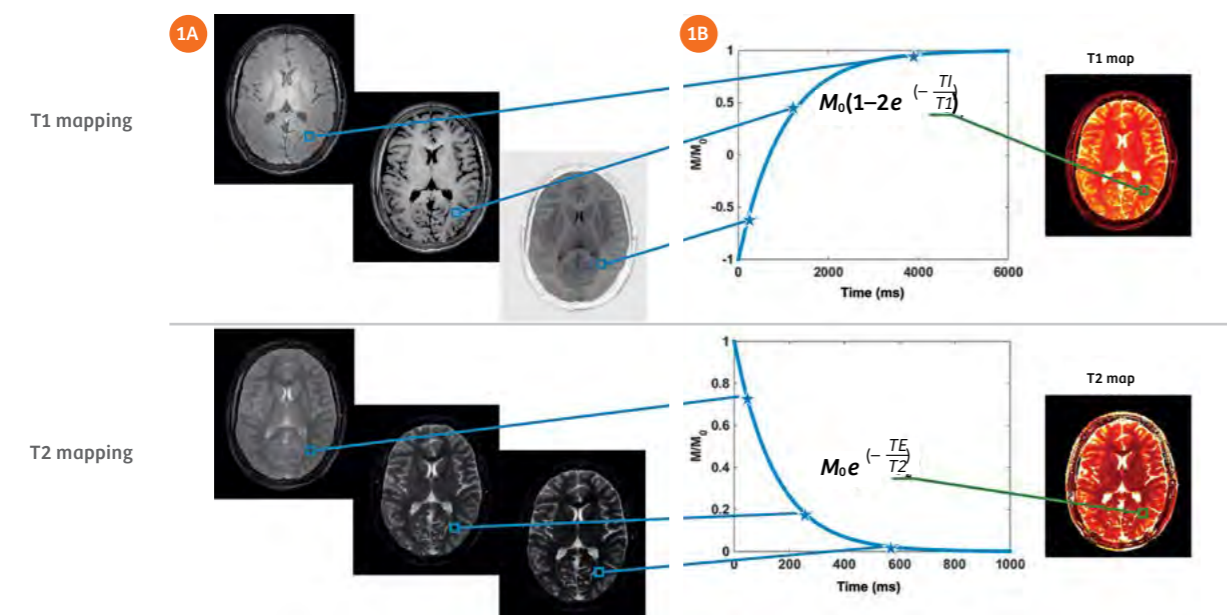 1A
1B
T1 mapping
1
0.5
0
-0.5
-1
M/M₀
0
2000
4000
6000
Time (ms)
M₀(1–2e (– TI/T1)
T1 map
T2 mapping
1
0.8
0.6
0.4
0.2
0
M/M₀
0
200
400
600
800
1000
Time (ms)
M₀e (– TE/T2)
T2 map